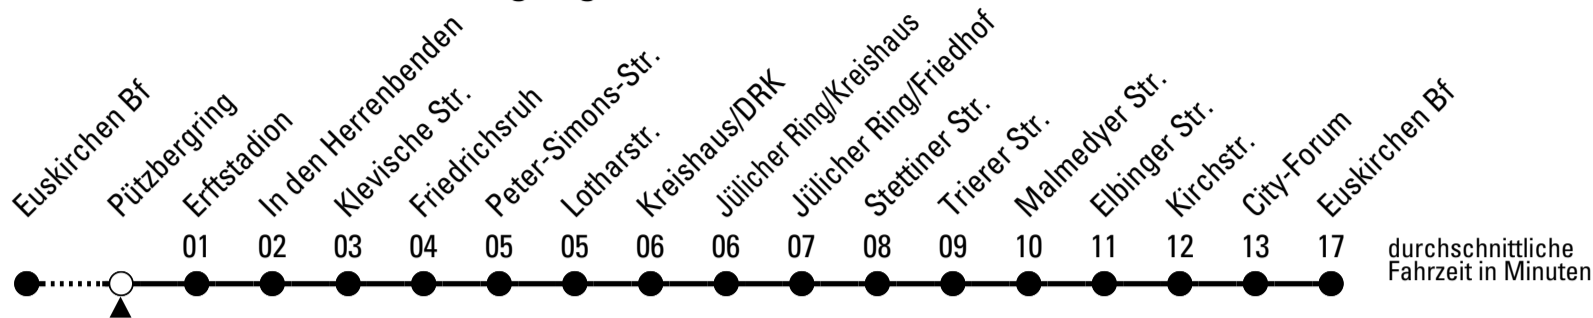 Euskirchen Bf
Pützbergring
Erftstadion
In den Herrenbenden
Klevische Str.
Friedrichsruh
Peter-Simons-Str.
Lotharstr.
Kreishaus/DRK
Jülicher Ring/Kreishaus
Jülicher Ring/Friedhof
Stettiner Str.
Trierer Str.
Malmedyer Str.
Elbinger Str.
Kirchstr.
City-Forum
Euskirchen Bf
01 02 03 04 05 05 06 06 07 08 09 10 11 12 13 17
durchschnittliche
Fahrzeit in Minuten